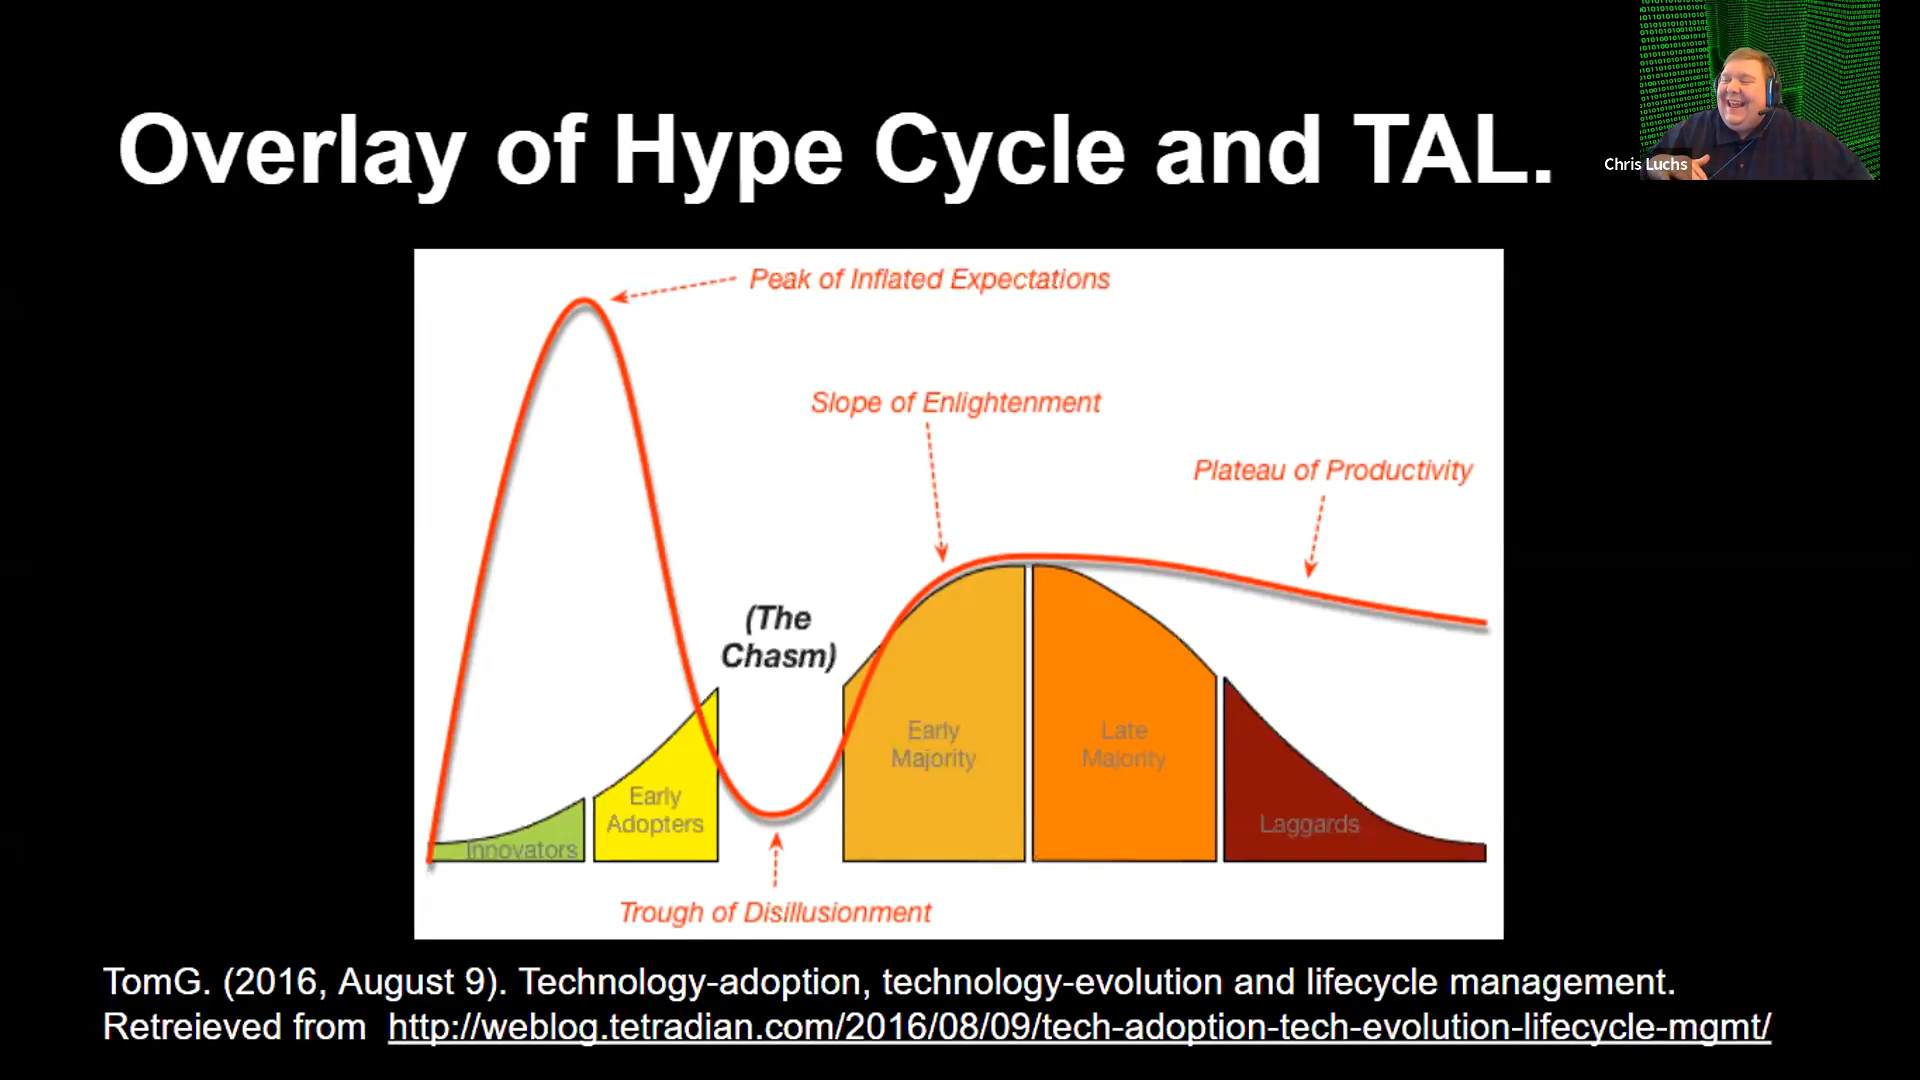 Overlay of Hype Cycle and TAL.
Chris Luchs
Peak of Inflated Expectations
Slope of Enlightenment
Plateau of Productivity
(The
Chasm)
Early
Majority
Late
Majority
Early
Adopters
Innovators
Laggards
Trough of Disillusionment
TomG. (2016, August 9). Technology-adoption, technology-evolution and lifecycle management.
Retreieved from http://weblog.tetradian.com/2016/08/09/tech-adoption-tech-evolution-lifecycle-mgmt/